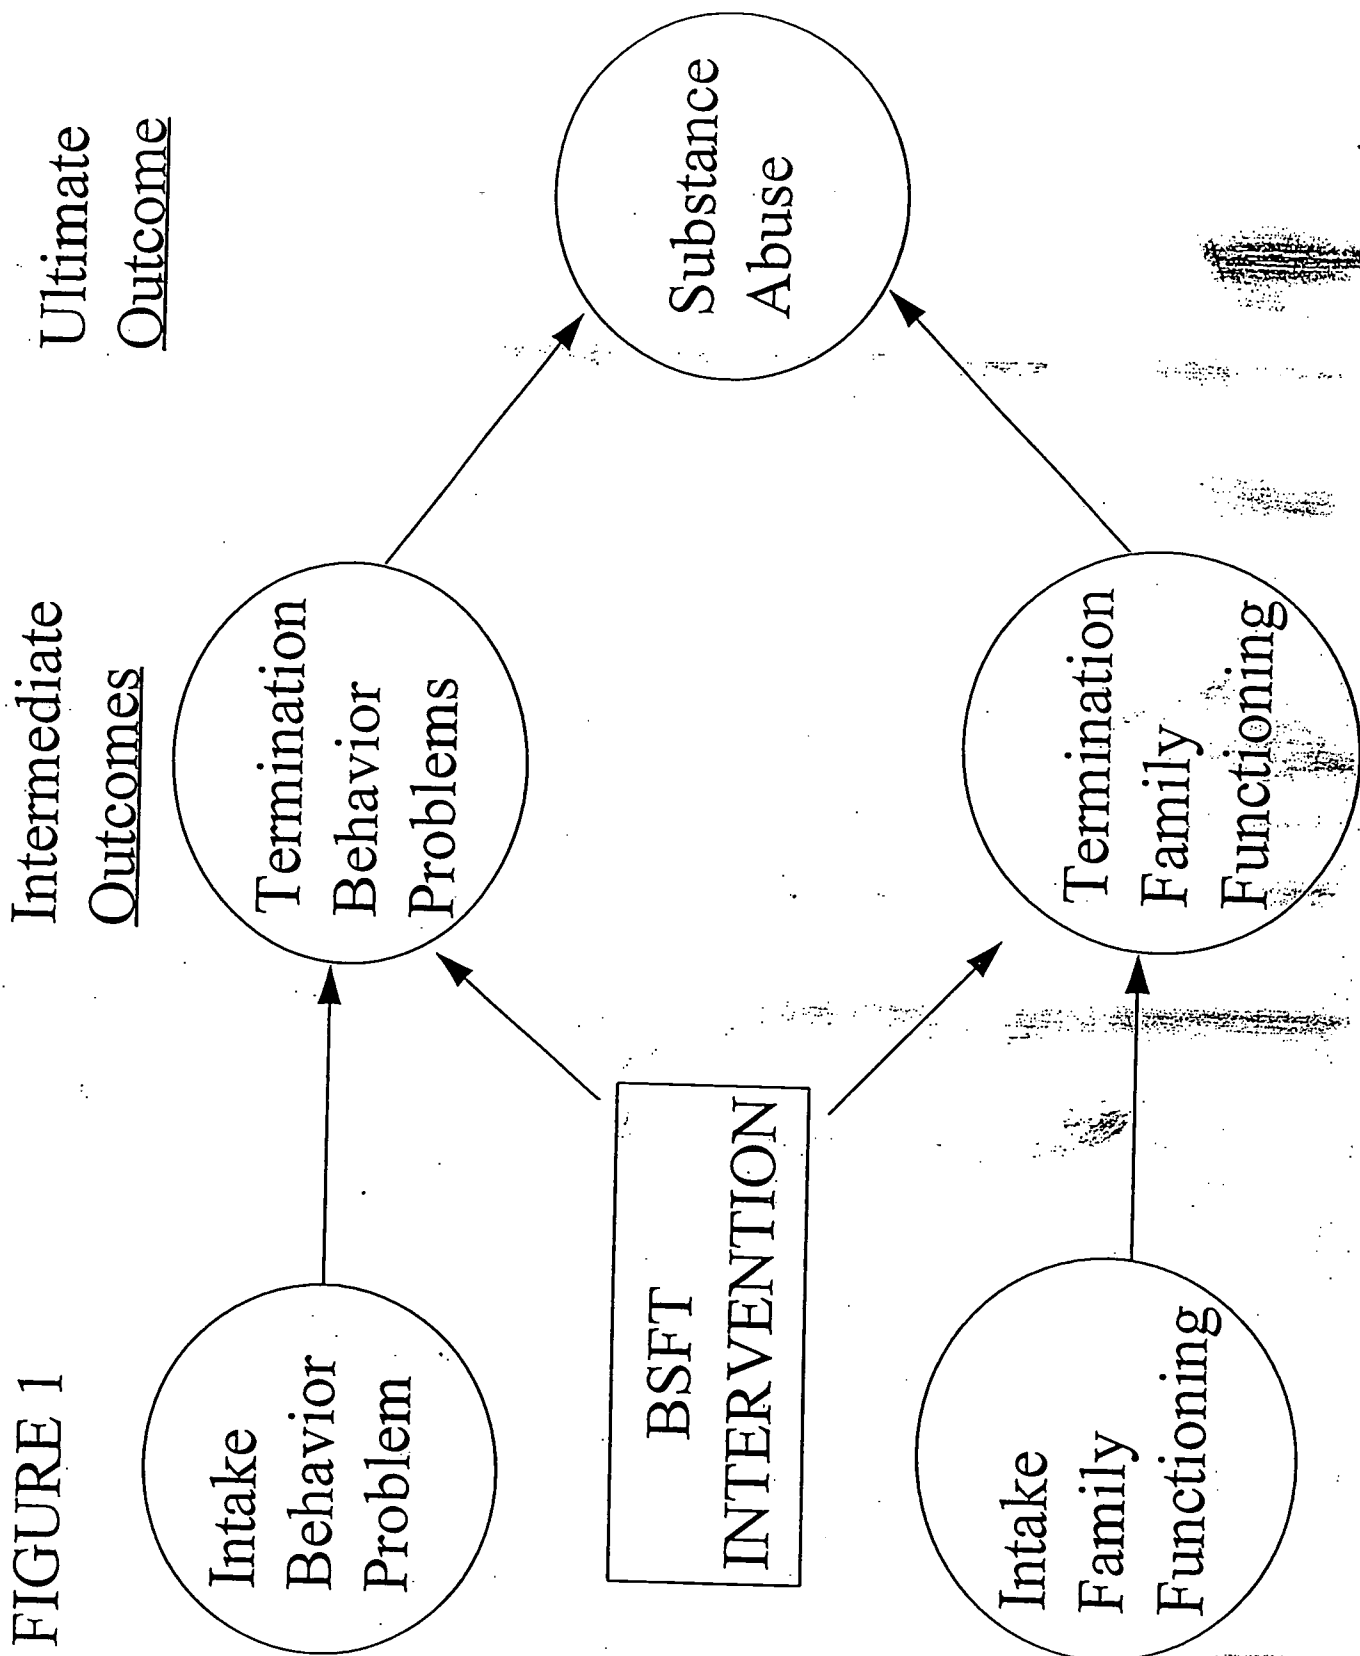 FIGURE 1
Intermediate
Outcomes
Ultimate
Outcome
Intake
Behavior
Problem
Termination
Behavior
Problems
BSFT
INTERVENTION
Substance
Abuse
Intake
Family
Functioning
Termination
Family
Functioning